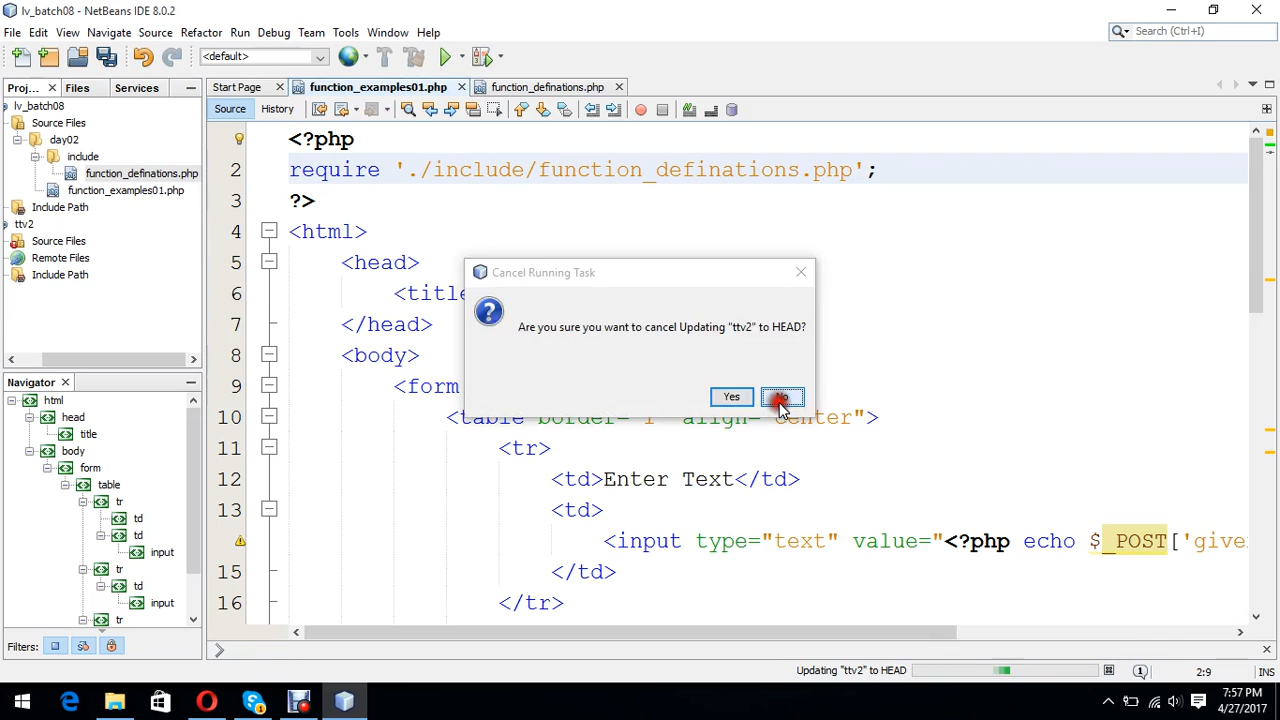 lv_batch08 - NetBeans IDE 8.0.2
File Edit View Navigate Source Refactor Run Debug Team Tools Window Help
Search (Ctrl+I)
<default>
Proj... Files Services
Start Page function_examples01.php function_definations.php
Source History
lv_batch08
Source Files
day02
include
function_definations.php
function_examples01.php
Include Path
ttv2
Source Files
Remote Files
Include Path
Navigator
html
head
title
body
form
table
tr
td
td
input
tr
td
input
tr
Filters:
<?php
2 require './include/function_definations.php';
3 ?>
4 <html>
5 <head>
6 <title
7 </head>
8 <body>
9 <form
10 <table border="1" align="center">
11 <tr>
12 <td>Enter Text</td>
13 <td>
<input type="text" value="<?php echo $_POST['give
15 </td>
16 </tr>
Cancel Running Task
Are you sure you want to cancel Updating "ttv2" to HEAD?
Yes No
Updating "ttv2" to HEAD
1
2:9
INS
7:57 PM
4/27/2017